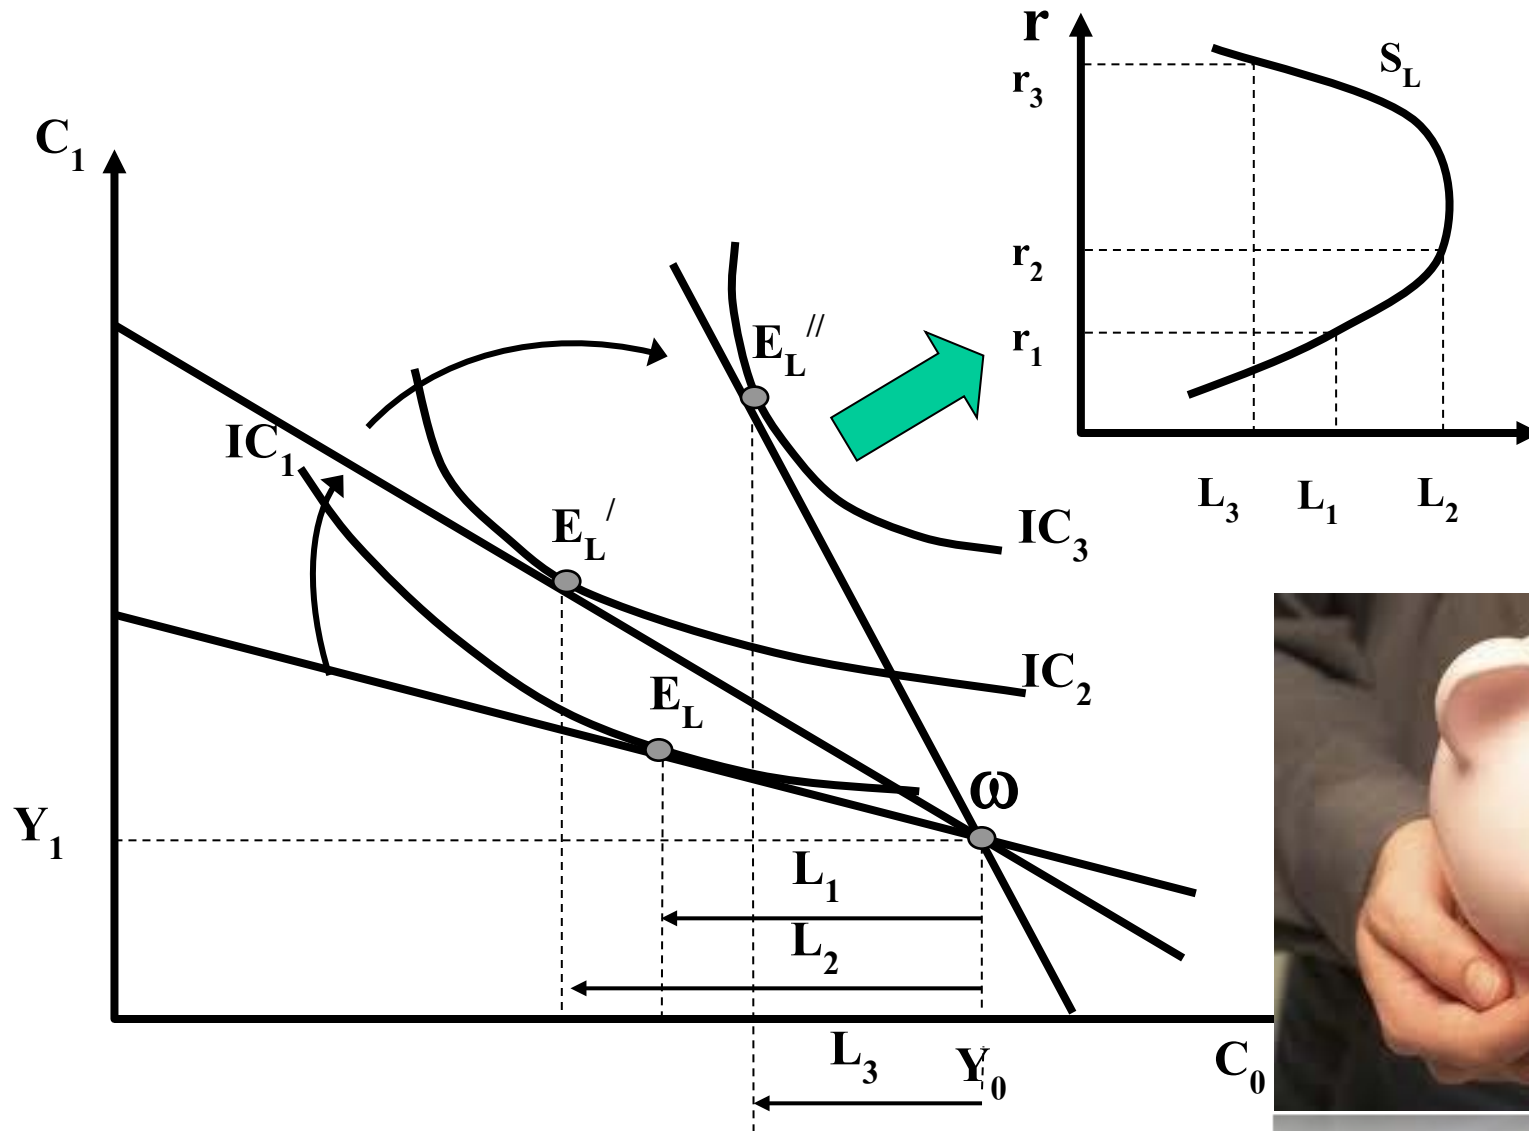 r
S_L
r_3
C_1
r_2
E_L //
r_1
IC_1
L_3 L_1 L_2
E_L /
IC_3
IC_2
E_L
ω
Y_1
L_1
L_2
L_3
Y_0
C_0